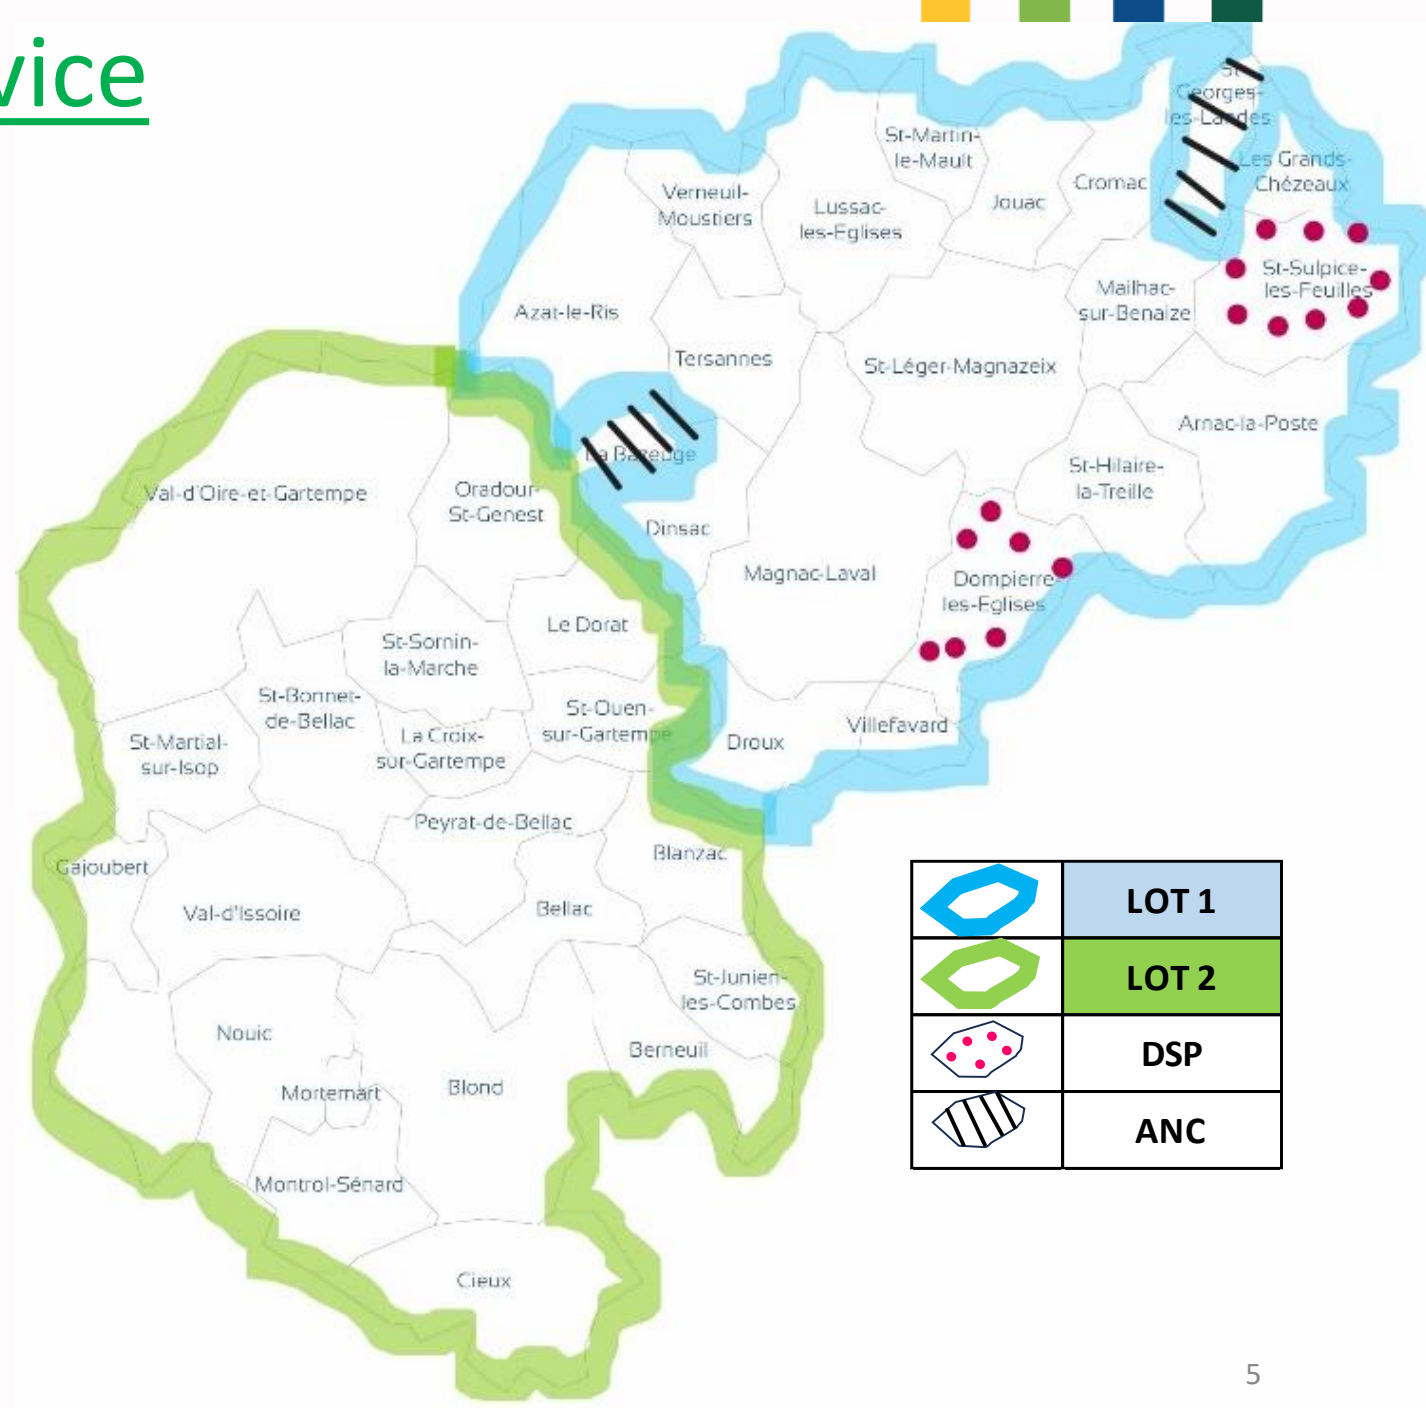 vice
St-
Georges-
les-Landes
St-Martin-
le-Mault
Les Grands-
Chézeaux
Cromac
Verneuil-
Moustiers
Jouac
Lussac-
les-Eglises
St-Sulpice-
les-Feuilles
Mailhac-
sur-Benaize
Azat-le-Ris
Tersannes
St-Léger-Magnazeix
Arnac-la-Poste
La Bazeuge
St-Hilaire-
la-Treille
Val-d'Oire-et-Gartempe
Oradour-
St-Genest
Dinsac
Magnac-Laval
Dompierre-
les-Eglises
Le Dorat
St-Sornin-
la-Marche
St-Bonnet-
de-Bellac
St-Ouen-
sur-Gartempe
Villefavard
Droux
La Croix-
sur-Gartempe
St-Martial-
sur-Isop
Peyrat-de-Bellac
Blanzac
Gajoubert
Val-d'Issoire
Bellac
St-Junien-
les-Combes
Nouic
Berneuil
Mortemart
Blond
Montrol-Sénard
Cieux
LOT 1
LOT 2
DSP
ANC
5